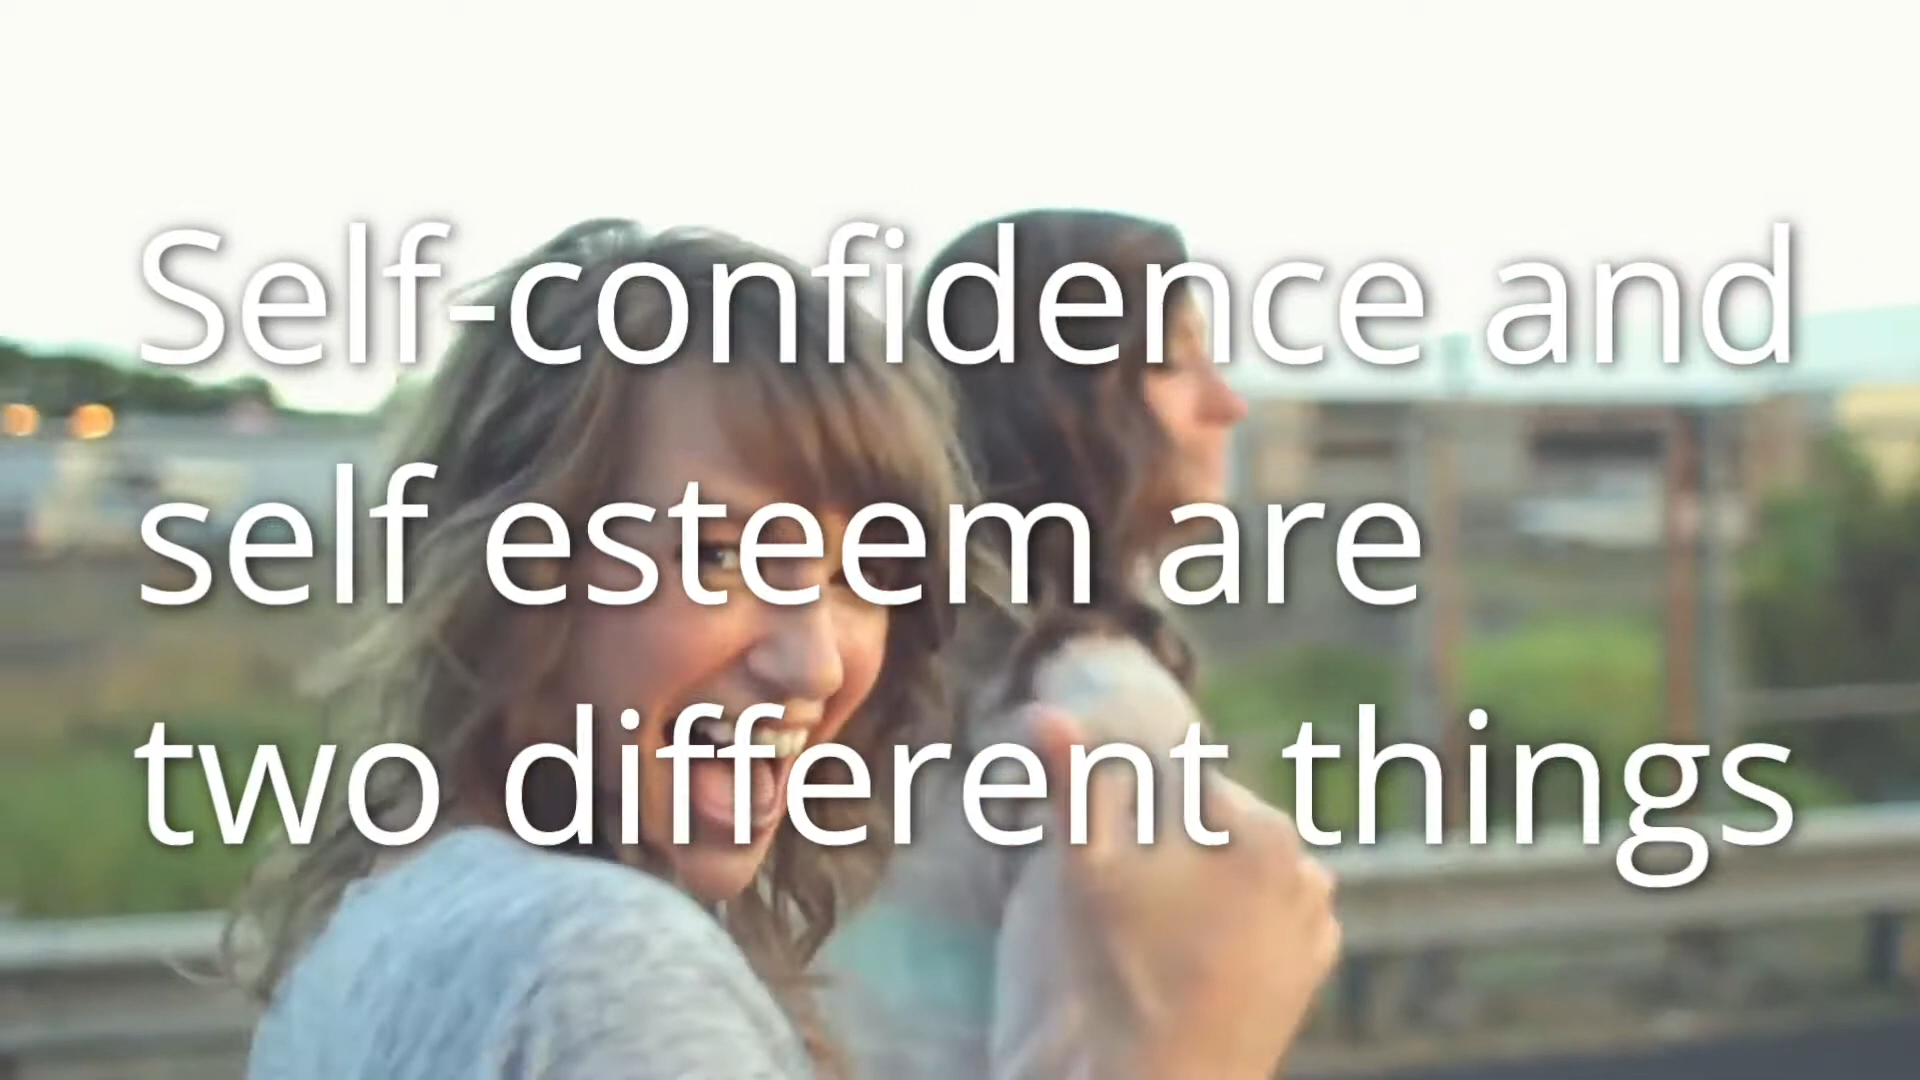 Self-confidence and
self esteem are
two different things